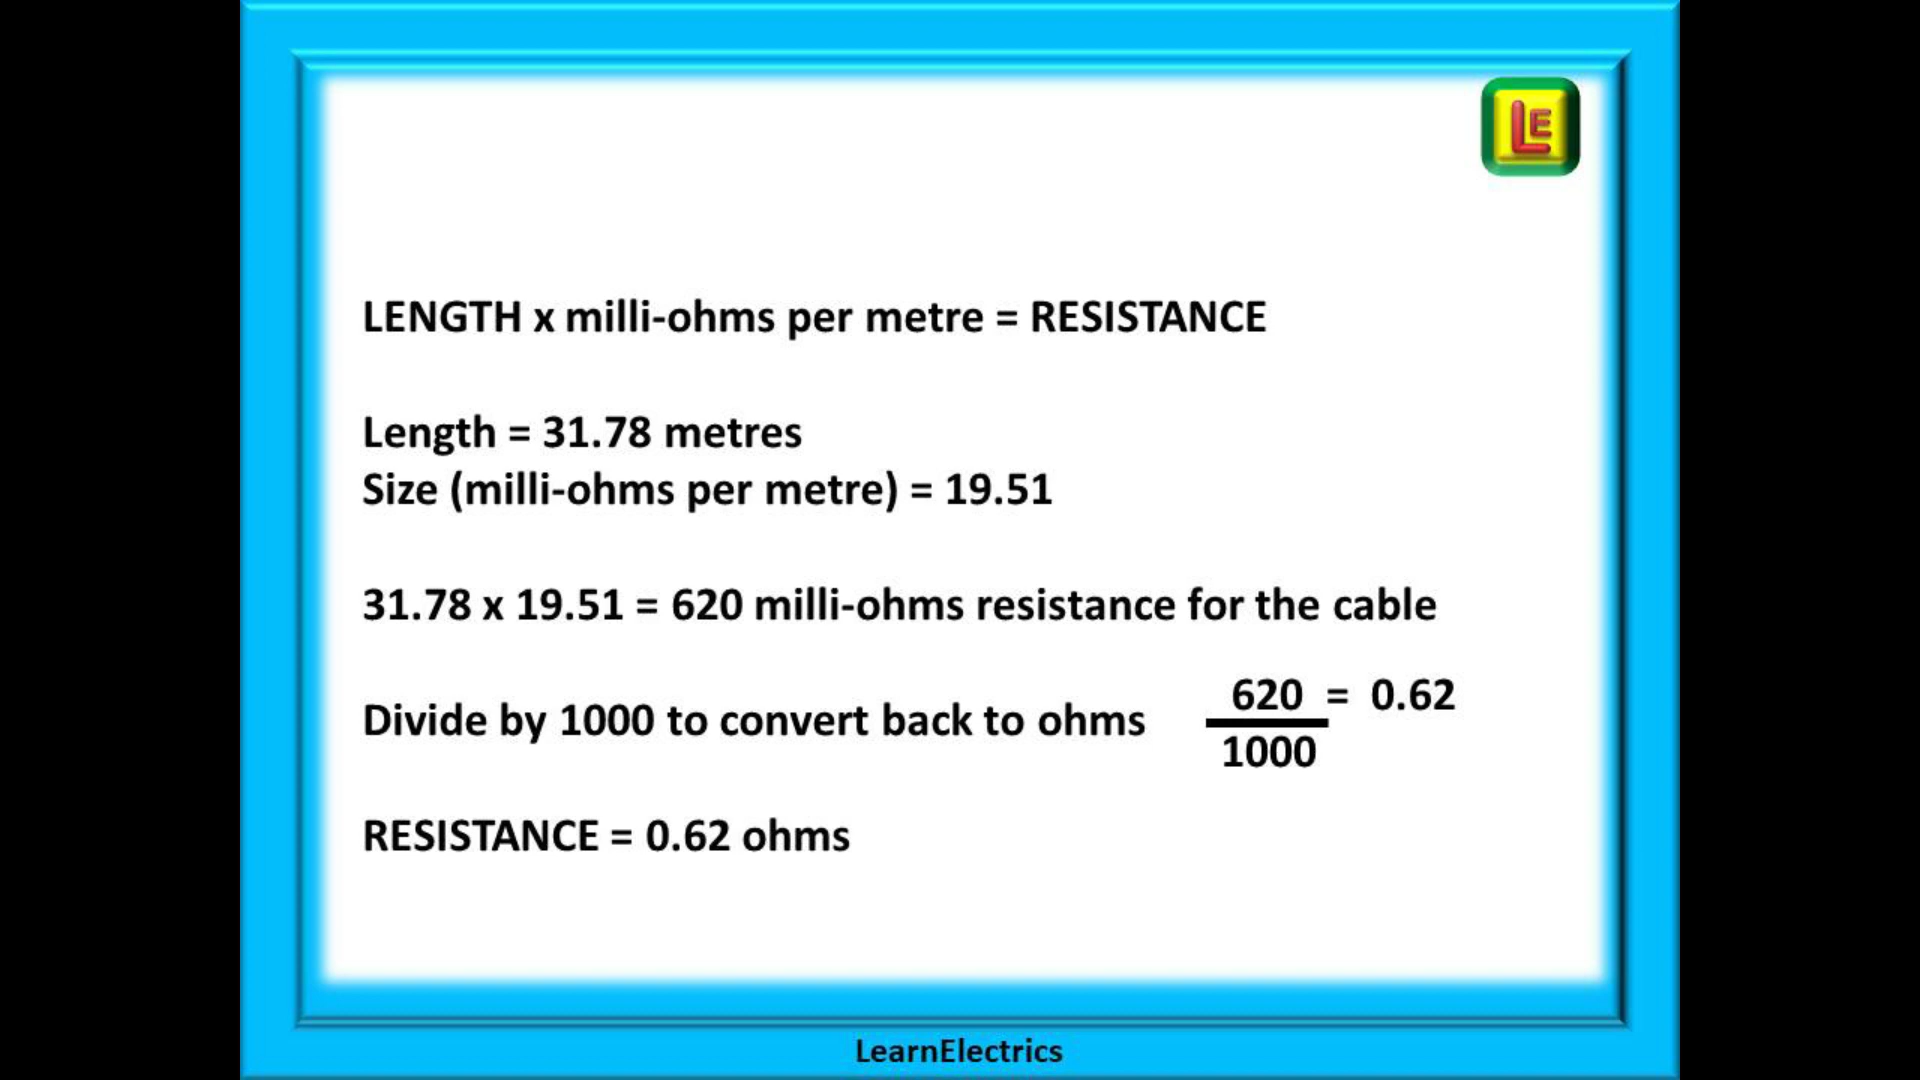 LE
LENGTH x milli-ohms per metre = RESISTANCE
Length = 31.78 metres
Size (milli-ohms per metre) = 19.51
31.78 x 19.51 = 620 milli-ohms resistance for the cable
Divide by 1000 to convert back to ohms
620 = 0.62
1000
RESISTANCE = 0.62 ohms
LearnElectrics